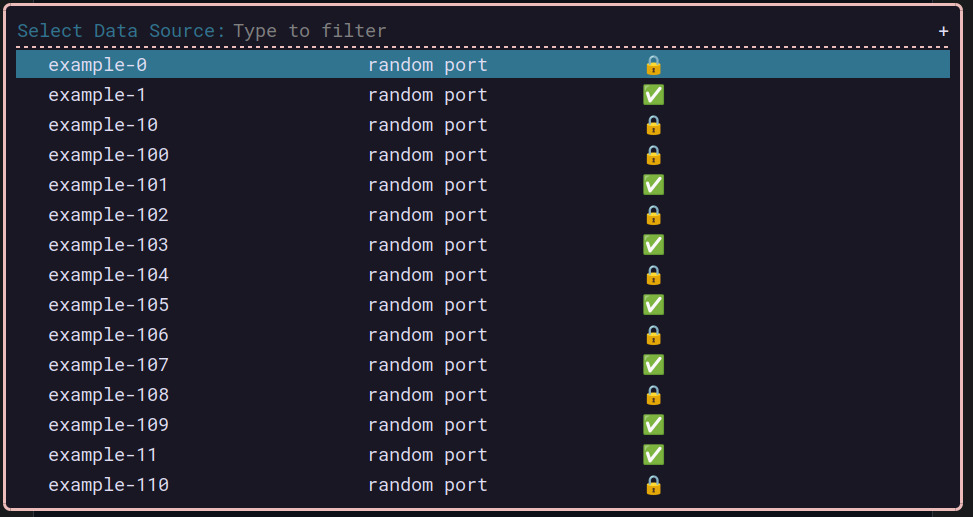 Select Data Source: Type to filter +
example-0 random port 🔒
example-1 random port ✅
example-10 random port 🔒
example-100 random port 🔒
example-101 random port ✅
example-102 random port 🔒
example-103 random port ✅
example-104 random port 🔒
example-105 random port ✅
example-106 random port 🔒
example-107 random port ✅
example-108 random port 🔒
example-109 random port ✅
example-11 random port ✅
example-110 random port 🔒